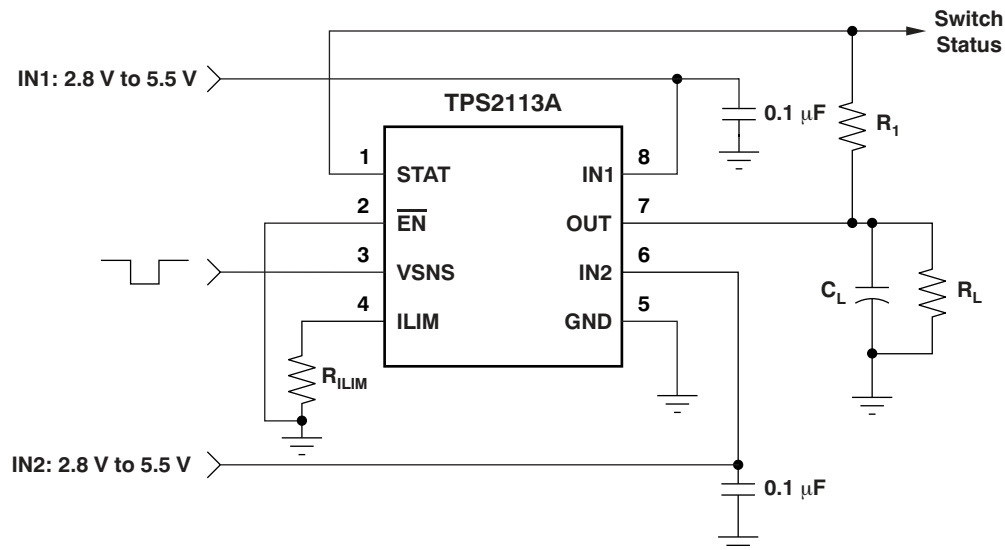 Switch
Status
IN1: 2.8 V to 5.5 V
TPS2113A
0.1 μF
R1
1
STAT
IN1
8
2
EN
OUT
7
3
VSNS
IN2
6
4
ILIM
GND
5
CL
RL
RILIM
IN2: 2.8 V to 5.5 V
0.1 μF